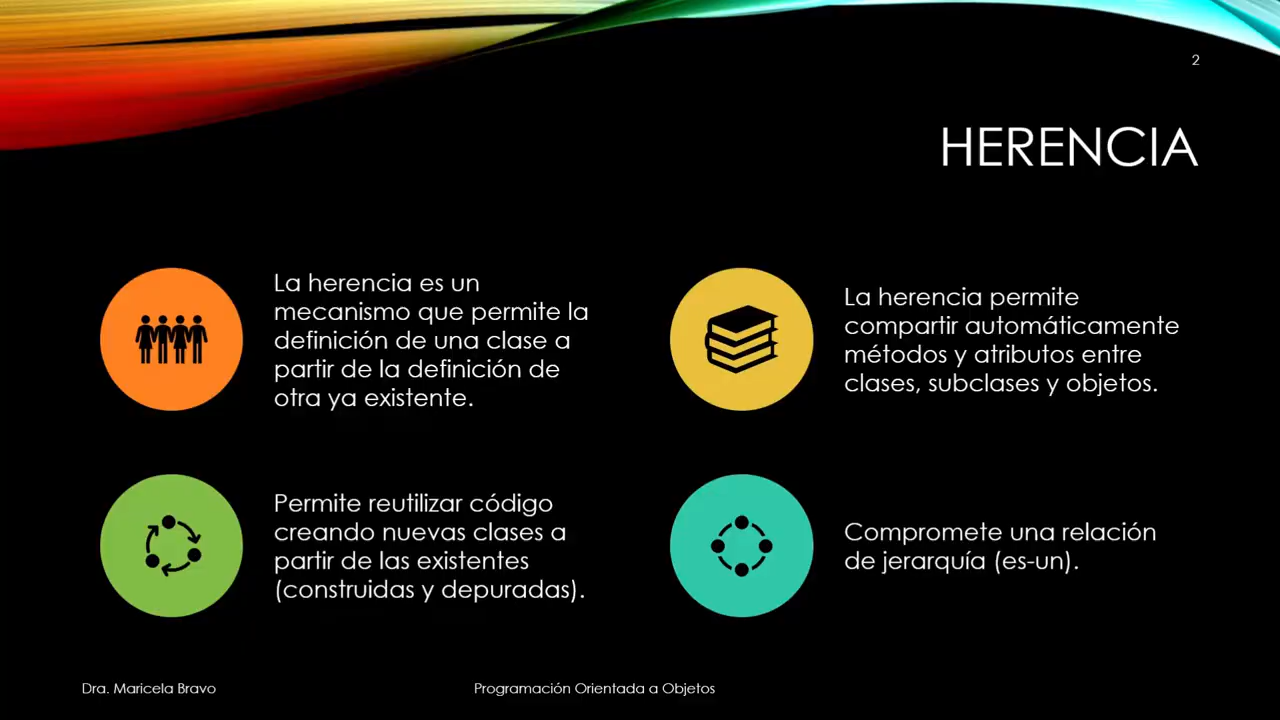 2
HERENCIA
La herencia es un
mecanismo que permite la
definición de una clase a
partir de la definición de
otra ya existente.
La herencia permite
compartir automáticamente
métodos y atributos entre
clases, subclases y objetos.
Permite reutilizar código
creando nuevas clases a
partir de las existentes
(construidas y depuradas).
Compromete una relación
de jerarquía (es-un).
Dra. Maricela Bravo
Programación Orientada a Objetos